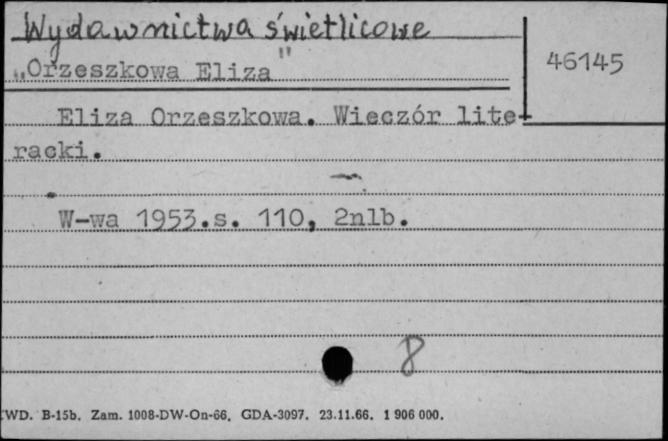 Wydawnictwa świetlicowe
46145
„Orzeszkowa Eliza"
Eliza Orzeszkowa. Wieczór lite-
racki.
W-wa 1953.s. 110, 2nlb.
8
WD. B-15b. Zam. 1008-DW-On-66. GDA-3097. 23.11.66. 1 906 000.